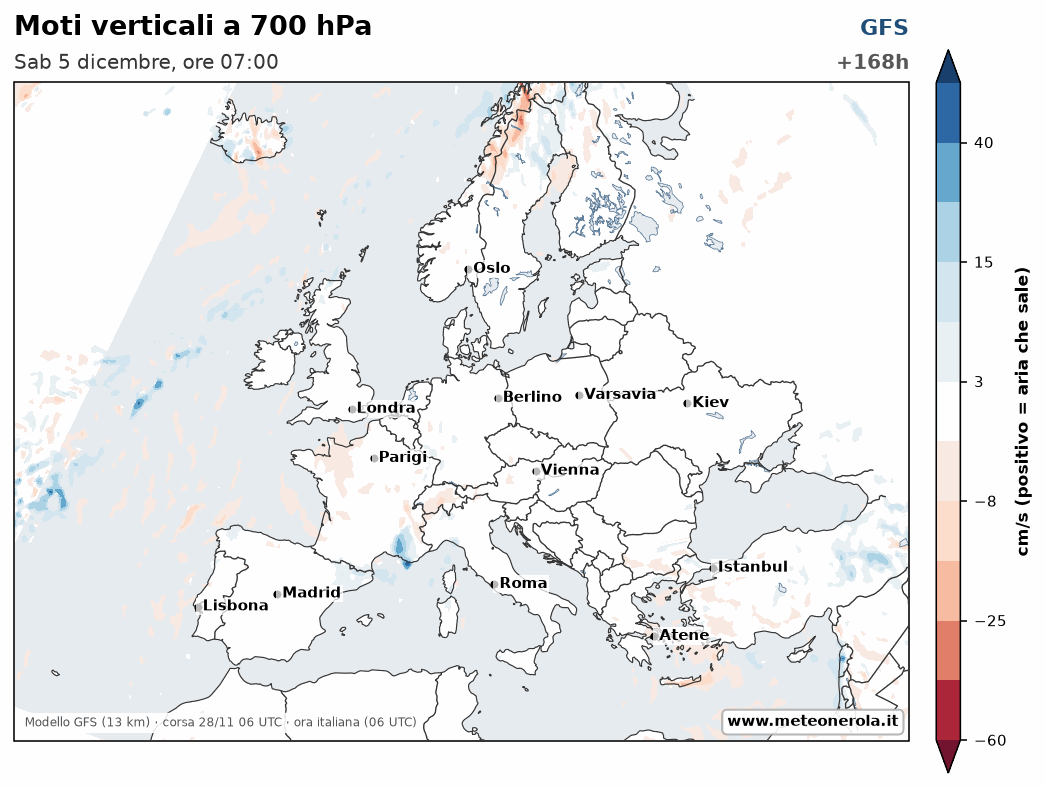 Moti verticali a 700 hPa
GFS
Sab 5 dicembre, ore 07:00
+168h
40
15
3
−8
−25
−60
cm/s (positivo = aria che sale)
Oslo
Berlino
Varsavia
Kiev
Londra
Parigi
Vienna
Istanbul
Roma
Madrid
Lisbona
Atene
Modello GFS (13 km) · corsa 28/11 06 UTC · ora italiana (06 UTC)
www.meteonerola.it